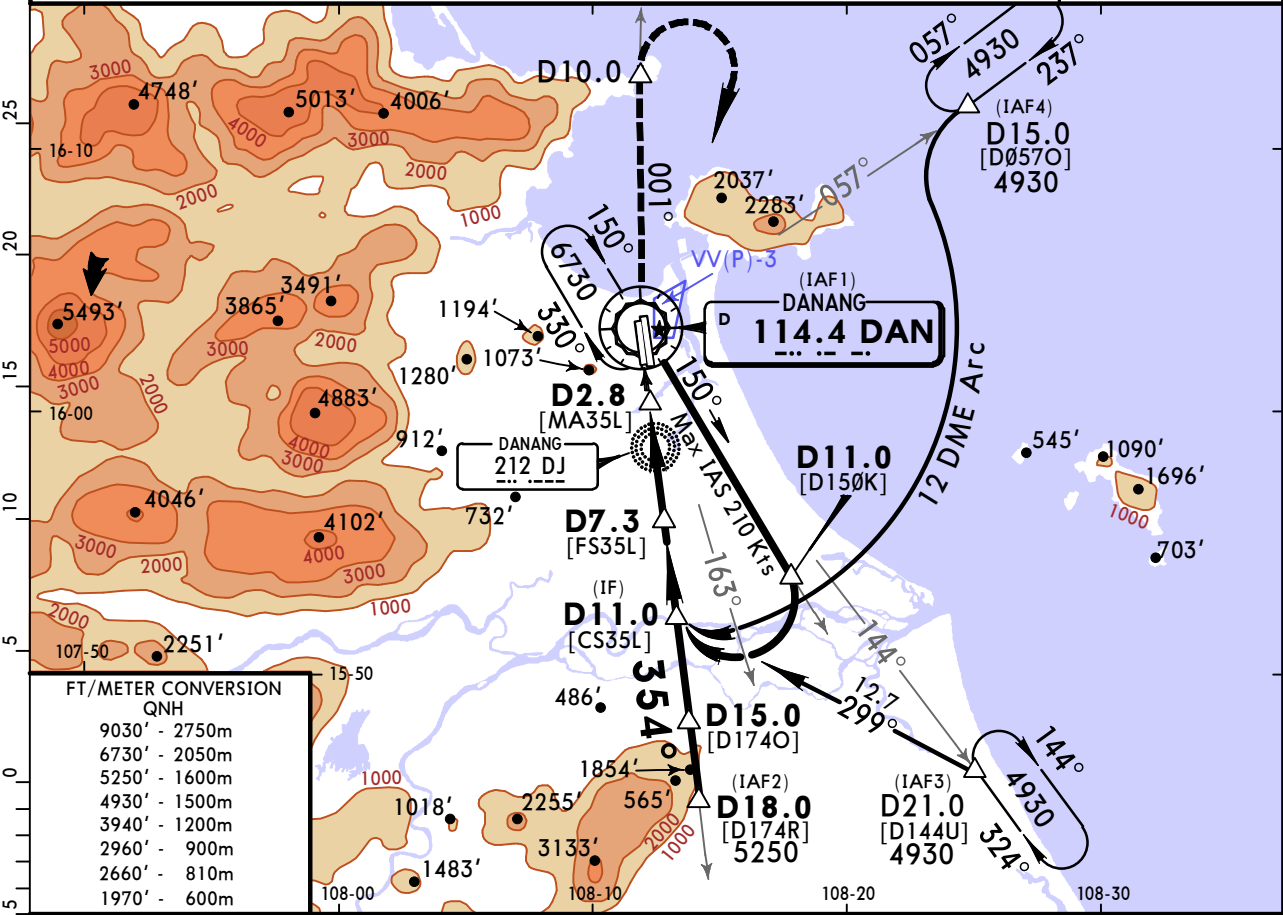 057°
4930
237°
D10.0
3000
4748'
5013'
4006'
(IAF4)
D15.0
[DØ57O]
4930
25
16-10
4000
3000
2000
2000
1000
001°
2037'
2283'
057°
150°
6730
330°
20
VV(P)-3
(IAF1)
DANANG
D
114.4 DAN
3491'
3865'
1194'
5493'
5000
4000
3000
2000
3000
2000
1073'
1280'
15
16-00
4883'
4000
3000
D2.8
[MA35L]
150°
Max IAS 210 Kts
12 DME Arc
912'
DANANG
212 DJ
D11.0
[D15ØK]
545'
1090'
1696'
1000
703'
10
4046'
4102'
4000
3000
2000
3000
1000
732'
D7.3
[FS35L]
163°
(IF)
D11.0
[CS35L]
5
2000
107-50
2251'
15-50
144°
12.7
299°
354°
486'
D15.0
[D174O]
FT/METER CONVERSION
QNH
9030' - 2750m
6730' - 2050m
5250' - 1600m
4930' - 1500m
3940' - 1200m
2960' - 900m
2660' - 810m
1970' - 600m
0
1000
1854'
565'
1018'
2255'
2000
1000
(IAF2)
D18.0
[D174R]
5250
(IAF3)
D21.0
[D144U]
4930
144°
4930
324°
3133'
1483'
5
108-00
108-10
108-20
108-30